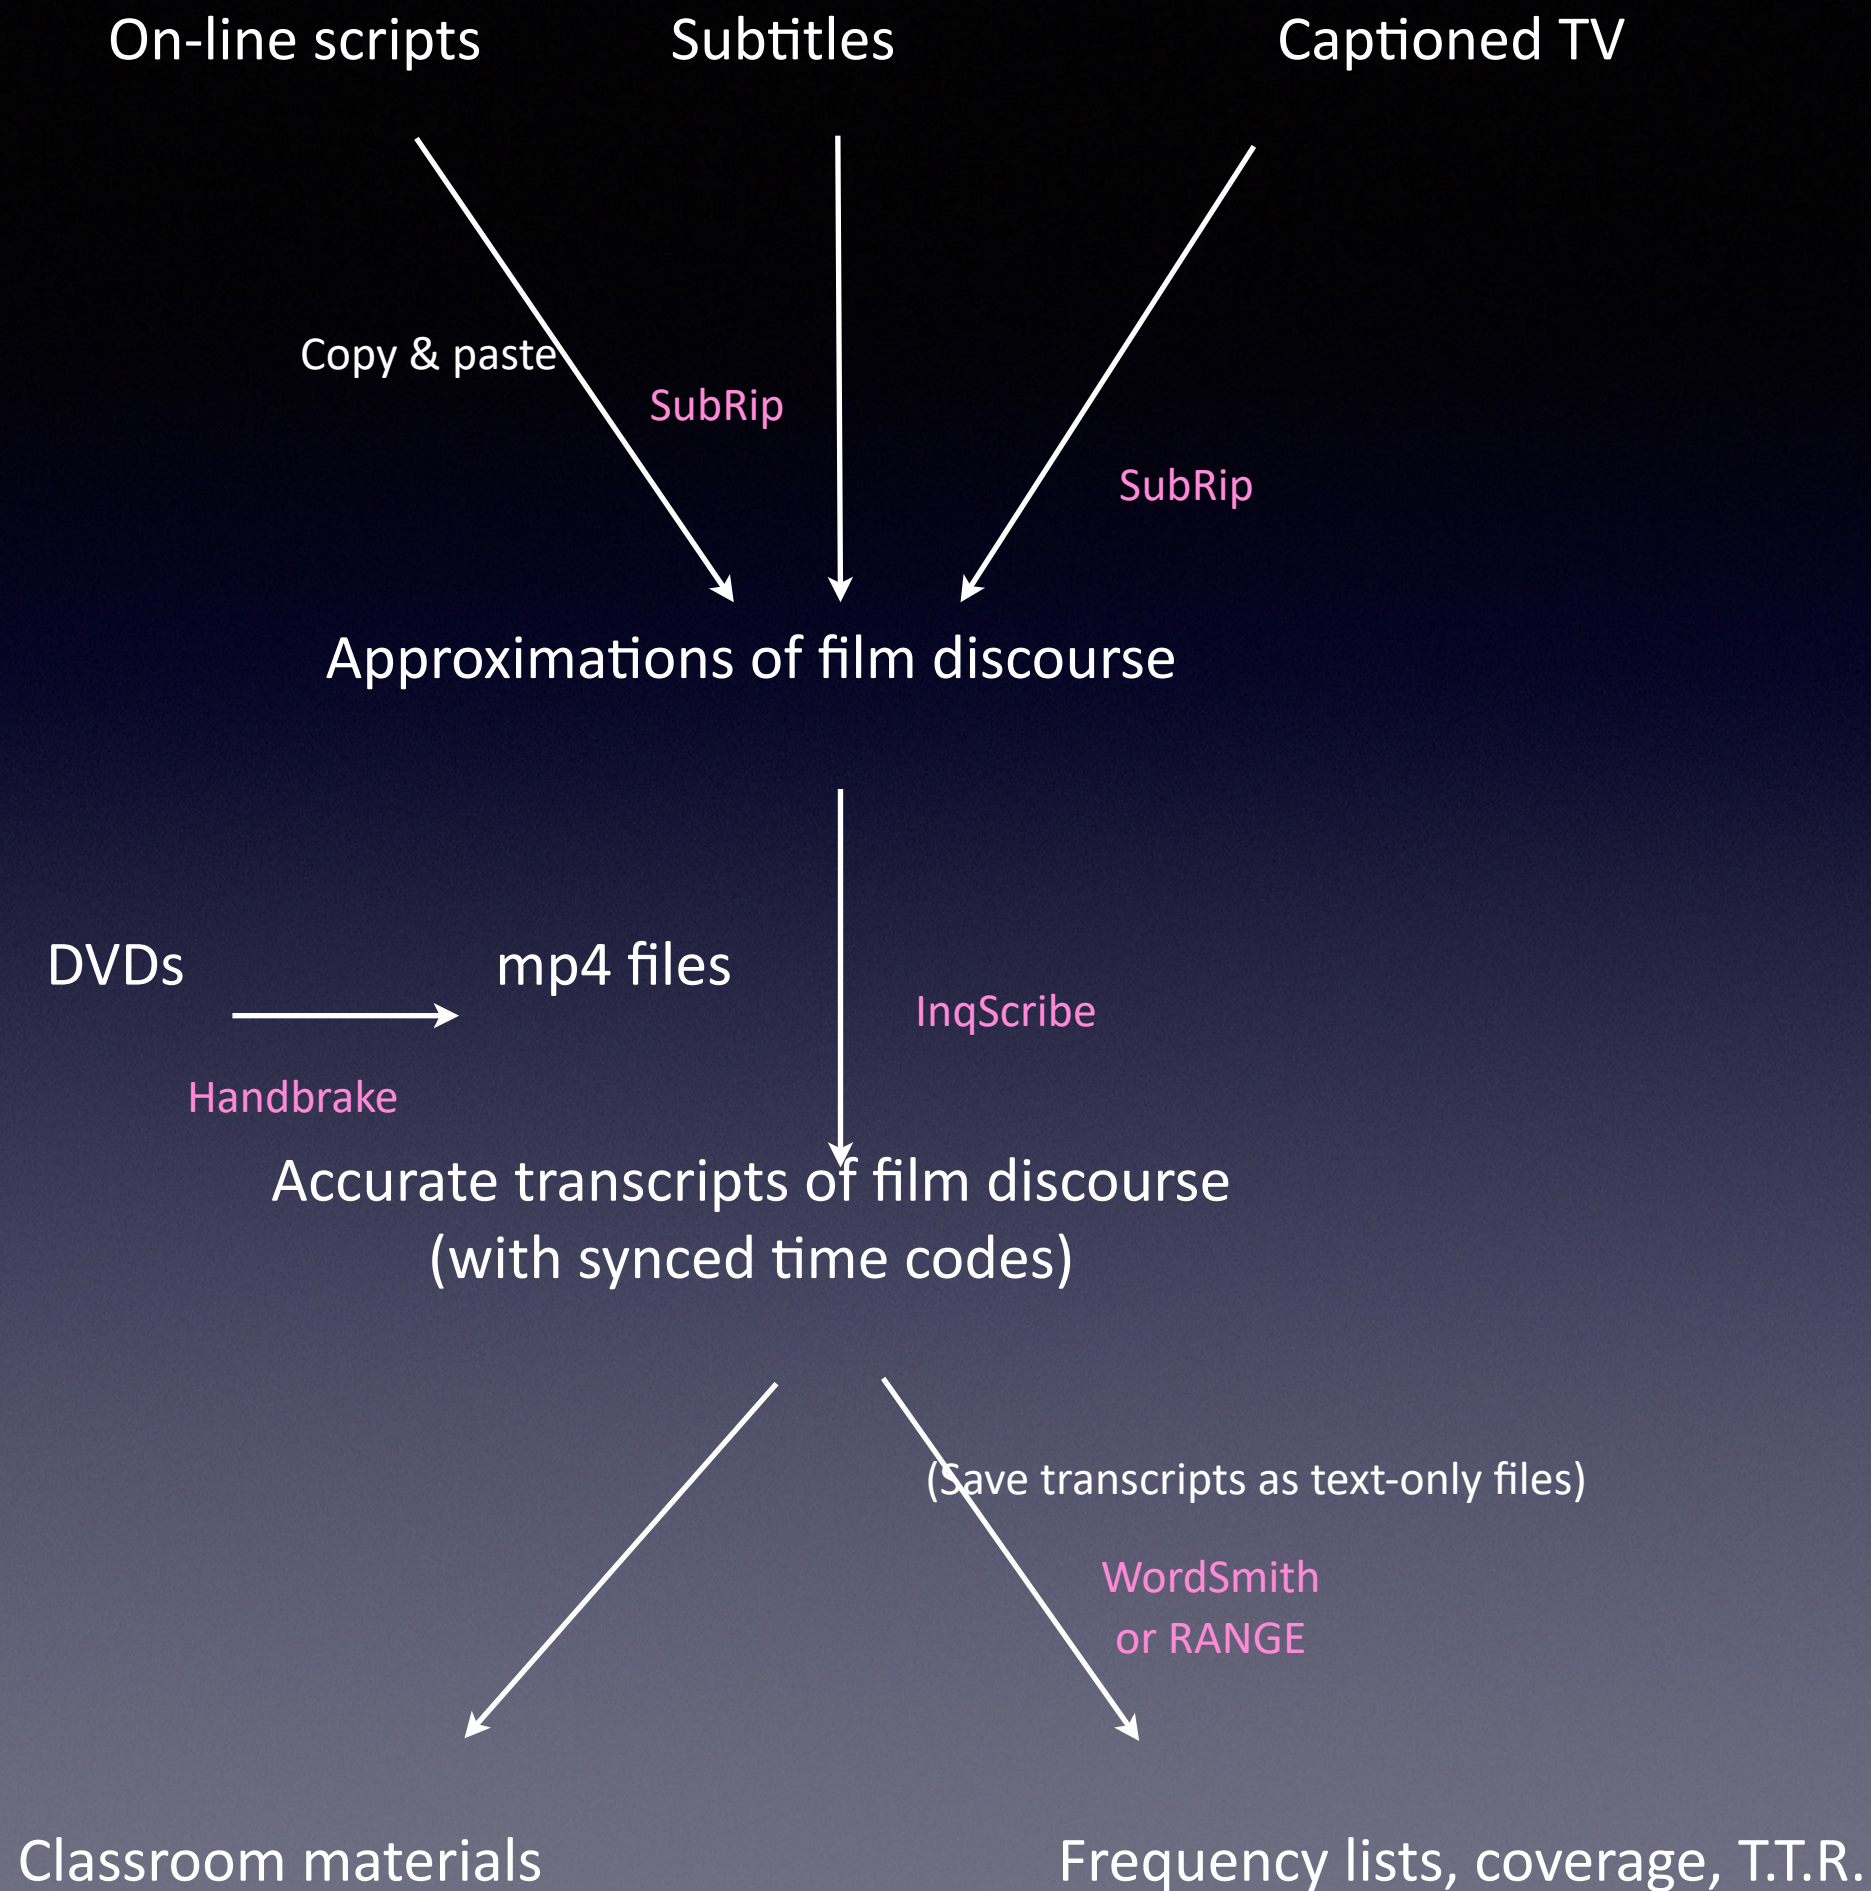 On-line scripts
Subtitles
Captioned TV
Copy & paste
SubRip
SubRip
Approximations of film discourse
DVDs
mp4 files
InqScribe
Handbrake
Accurate transcripts of film discourse
(with synced time codes)
(Save transcripts as text-only files)
WordSmith
or RANGE
Classroom materials
Frequency lists, coverage, T.T.R.